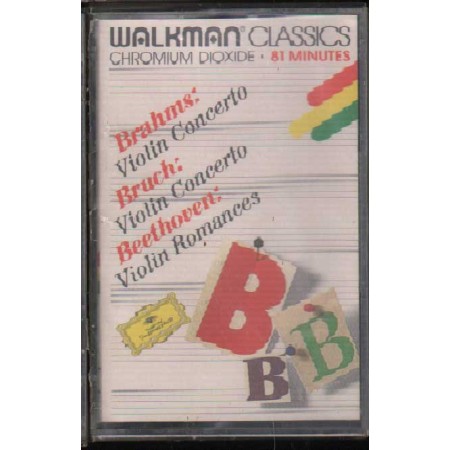 WALKMAN® CLASSICS
CHROMIUM DIOXIDE • 81 MINUTES
Brahms:
Violin Concerto
Bruch:
Violin Concerto
Beethoven:
Violin Romances
B
B
B